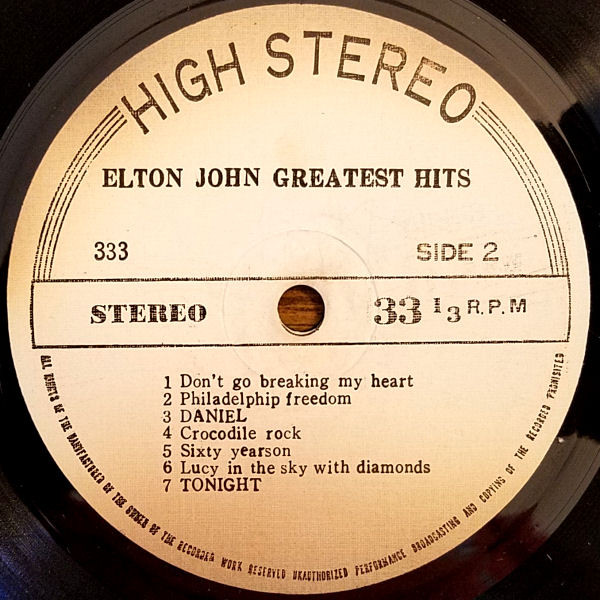 HIGH STEREO
ELTON JOHN GREATEST HITS
333 SIDE 2
STEREO 33 1/3 R.P.M
1 Don't go breaking my heart
2 Philadelphip freedom
3 DANIEL
4 Crocodile rock
5 Sixty yearson
6 Lucy in the sky with diamonds
7 TONIGHT
ALL RIGHTS OF THE MANUFACTURER OF THE OWNER OF THE RECORDER WORK RESERVED UNAUTHORIZED PERFORMANCE BROADCASTING AND COPYING OF THE RECORDED PROHIBITED